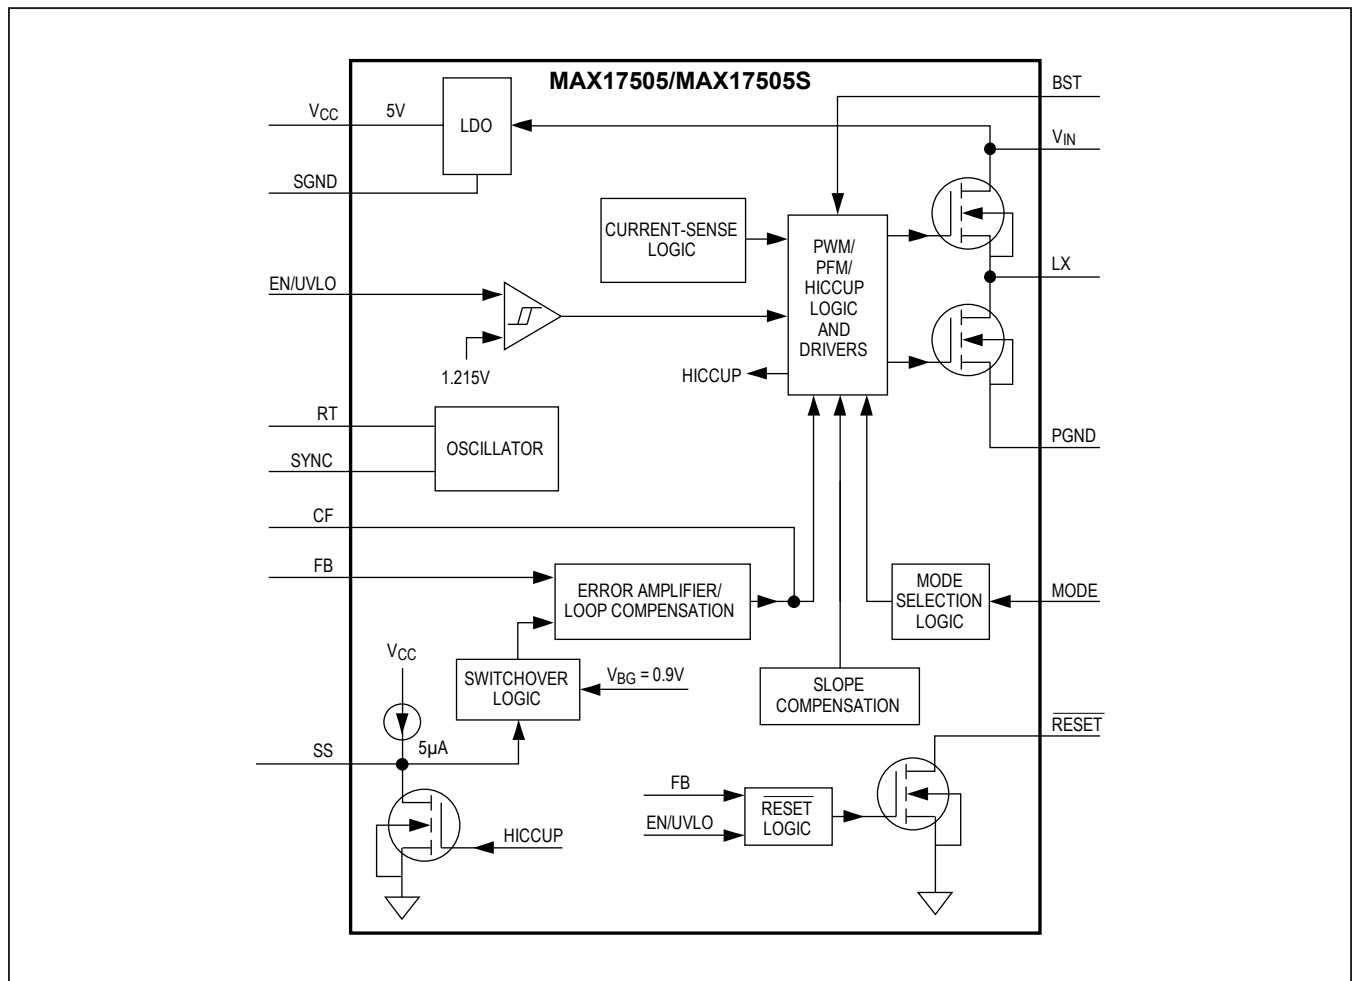 MAX17505/MAX17505S
BST
VCC
5V
LDO
VIN
SGND
CURRENT-SENSE
LOGIC
PWM/
PFM/
HICCUP
LOGIC
AND
DRIVERS
LX
EN/UVLO
1.215V
HICCUP
RT
OSCILLATOR
PGND
SYNC
CF
FB
ERROR AMPLIFIER/
LOOP COMPENSATION
MODE
SELECTION
LOGIC
MODE
VCC
SWITCHOVER
LOGIC
VBG = 0.9V
SLOPE
COMPENSATION
RESET
SS
5µA
FB
RESET
LOGIC
EN/UVLO
HICCUP